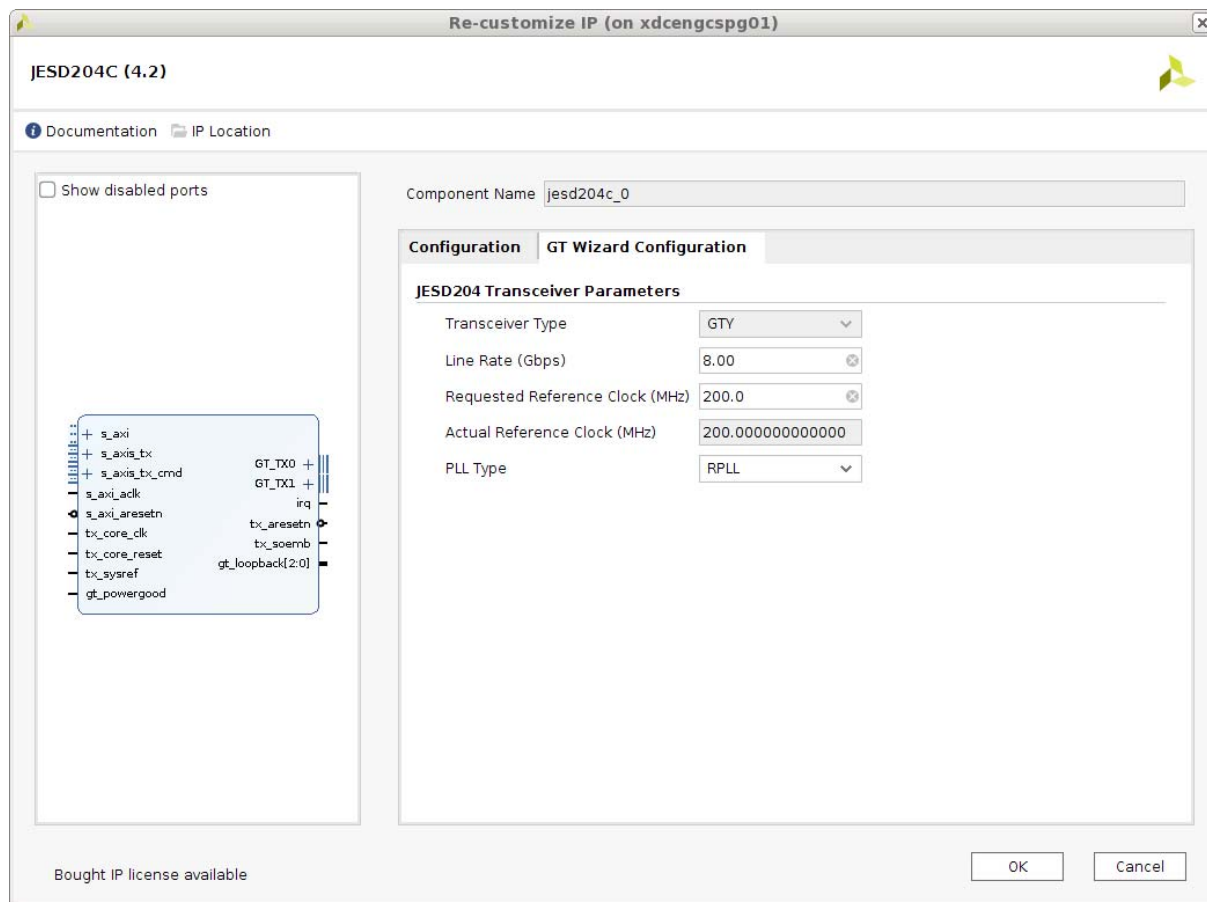 Re-customize IP (on xdcengcspg01)
JESD204C (4.2)
Documentation IP Location
Show disabled ports
s_axi
s_axis_tx
s_axis_tx_cmd
s_axi_aclk
s_axi_aresetn
tx_core_clk
tx_core_reset
tx_sysref
gt_powergood
GT_TX0
GT_TX1
irq
tx_aresetn
tx_soemb
gt_loopback[2:0]
Component Name jesd204c_0
Configuration GT Wizard Configuration
JESD204 Transceiver Parameters
Transceiver Type GTY
Line Rate (Gbps) 8.00
Requested Reference Clock (MHz) 200.0
Actual Reference Clock (MHz) 200.000000000000
PLL Type RPLL
Bought IP license available
OK Cancel